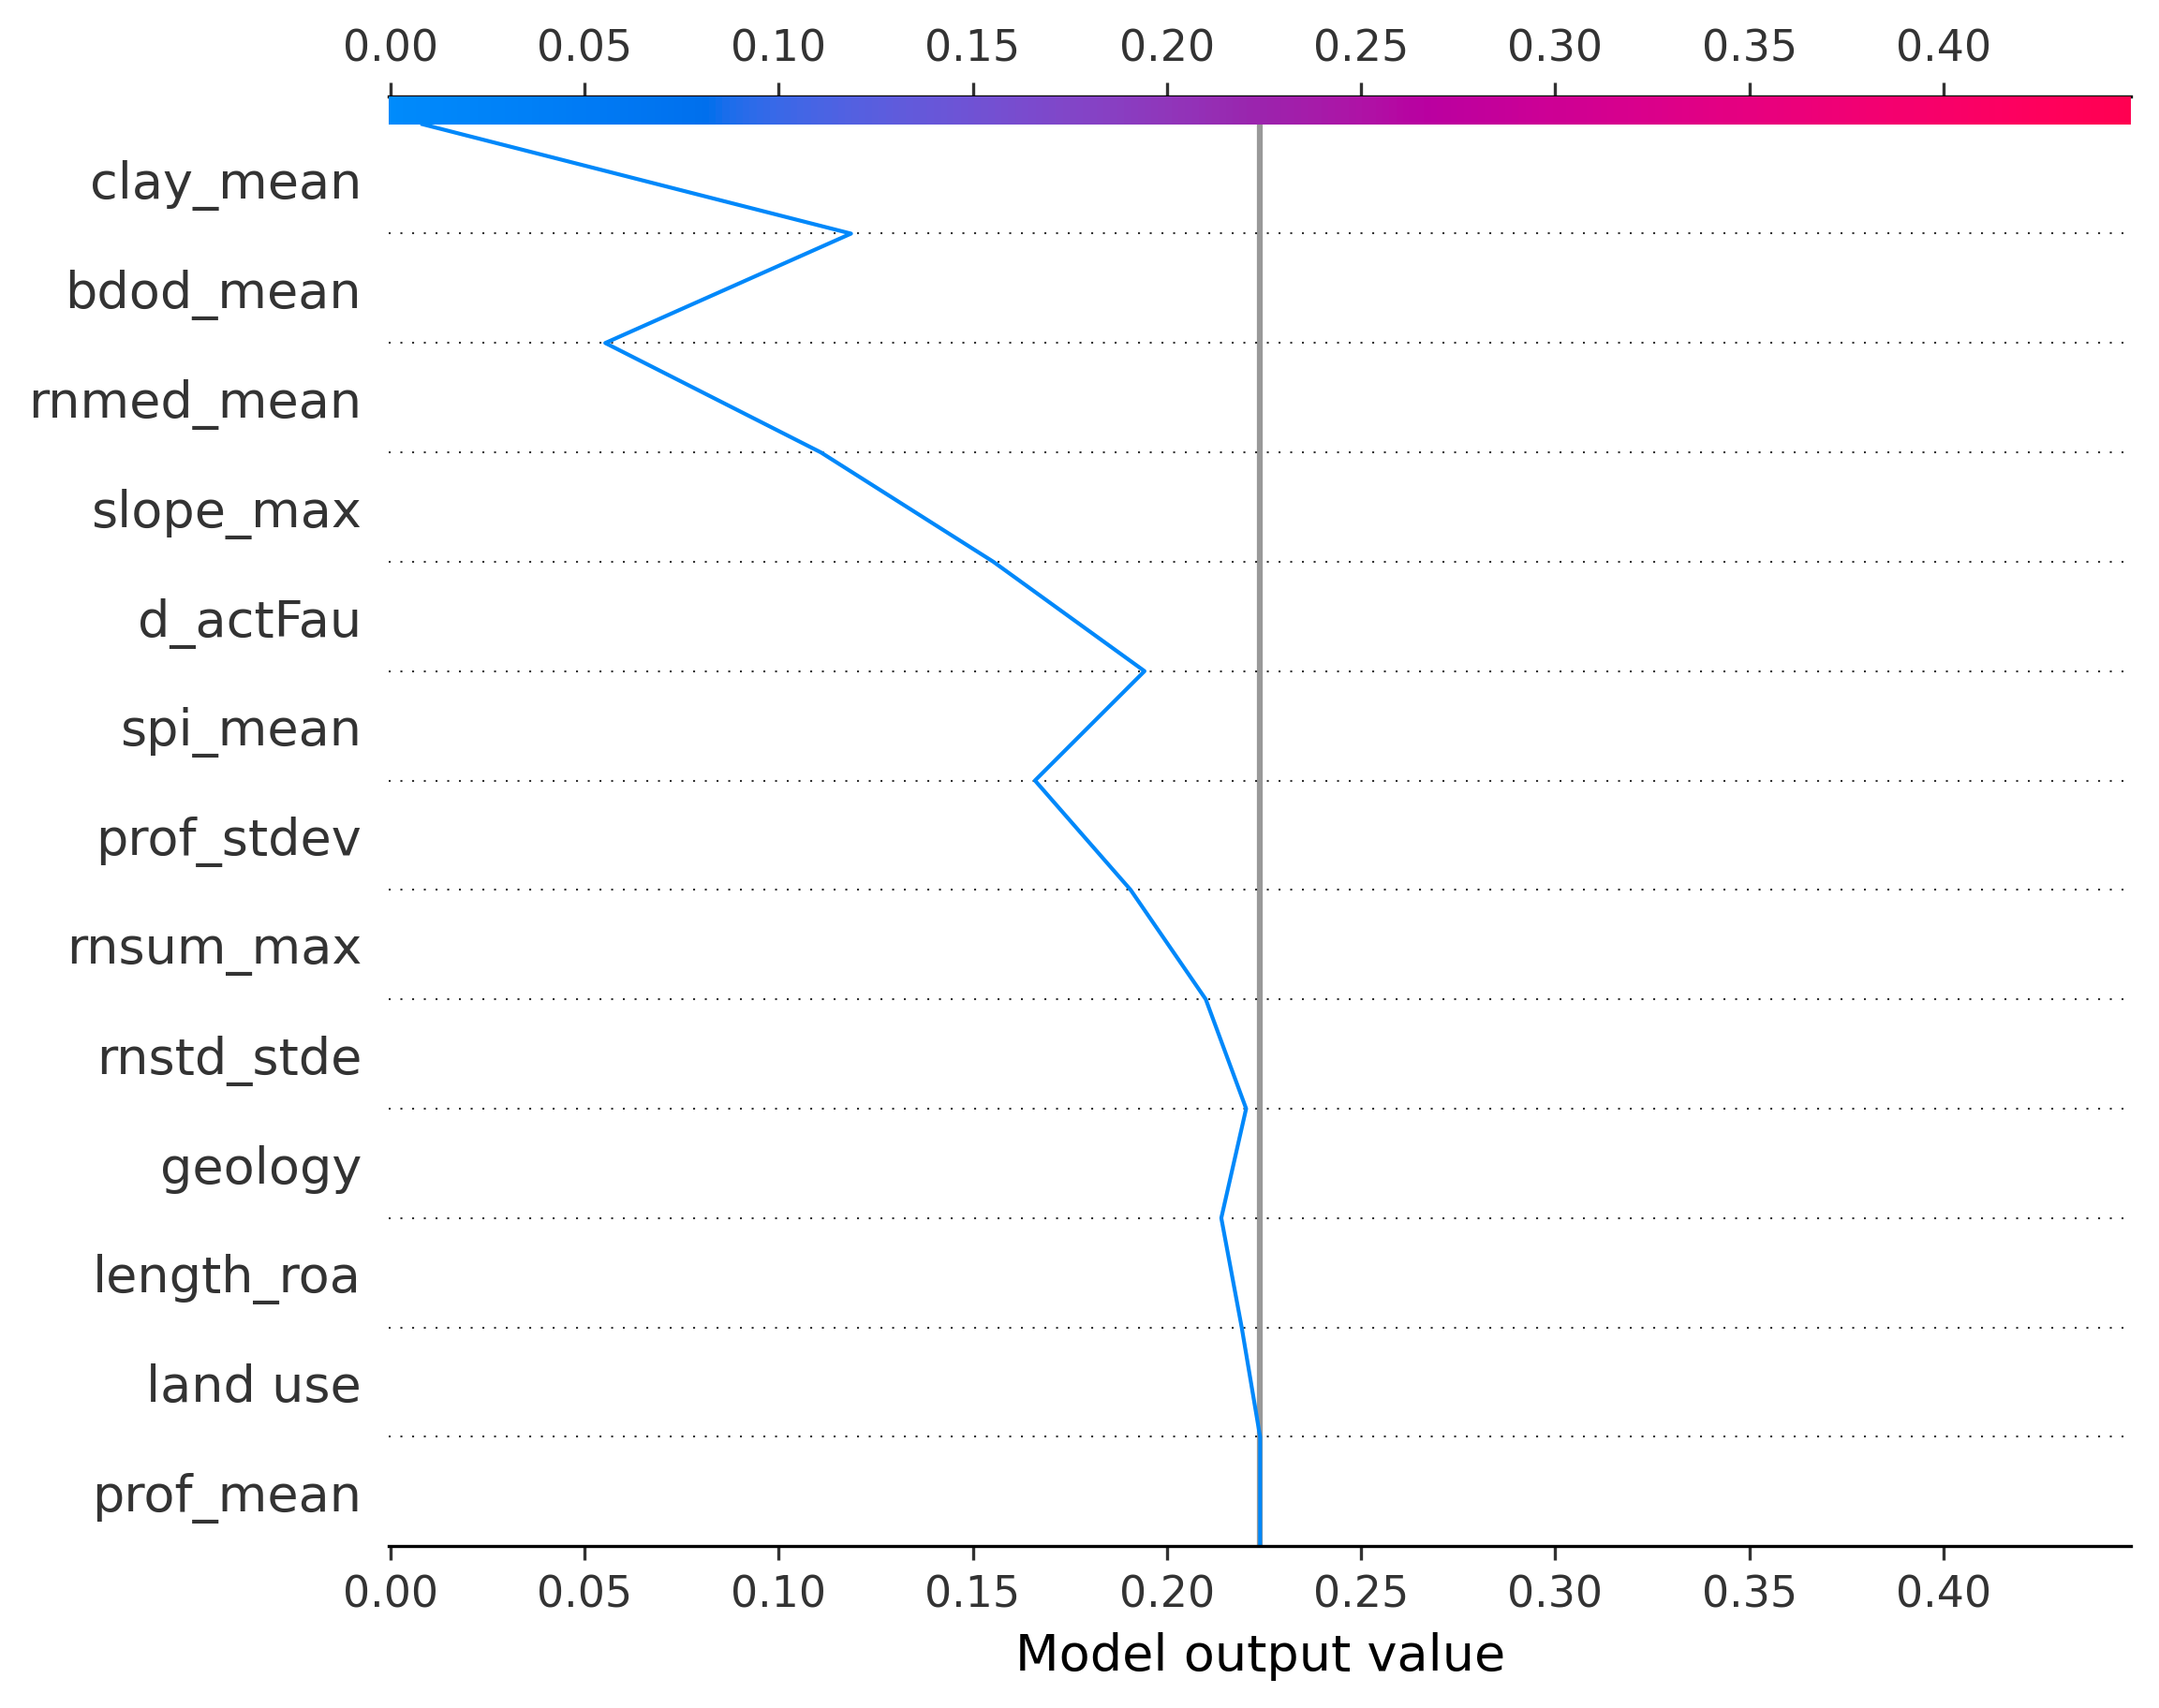 0.00 0.05 0.10 0.15 0.20 0.25 0.30 0.35 0.40
clay_mean
bdod_mean
rnmed_mean
slope_max
d_actFau
spi_mean
prof_stdev
rnsum_max
rnstd_stde
geology
length_roa
land use
prof_mean
0.00 0.05 0.10 0.15 0.20 0.25 0.30 0.35 0.40
Model output value